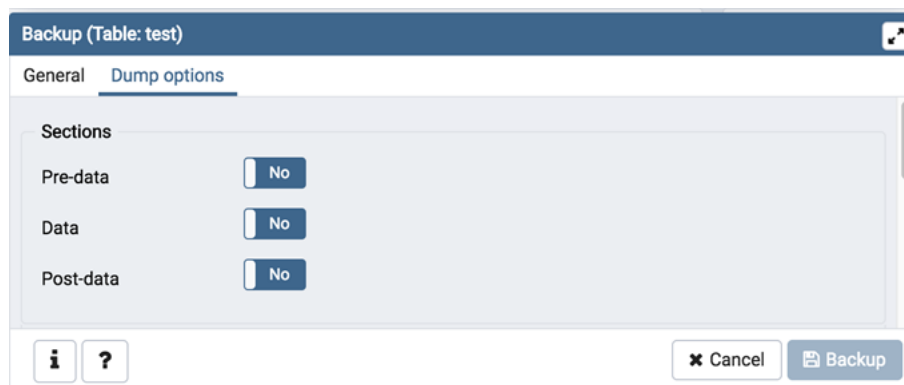 Backup (Table: test)
General Dump options
Sections
Pre-data No
Data No
Post-data No
i ? Cancel Backup